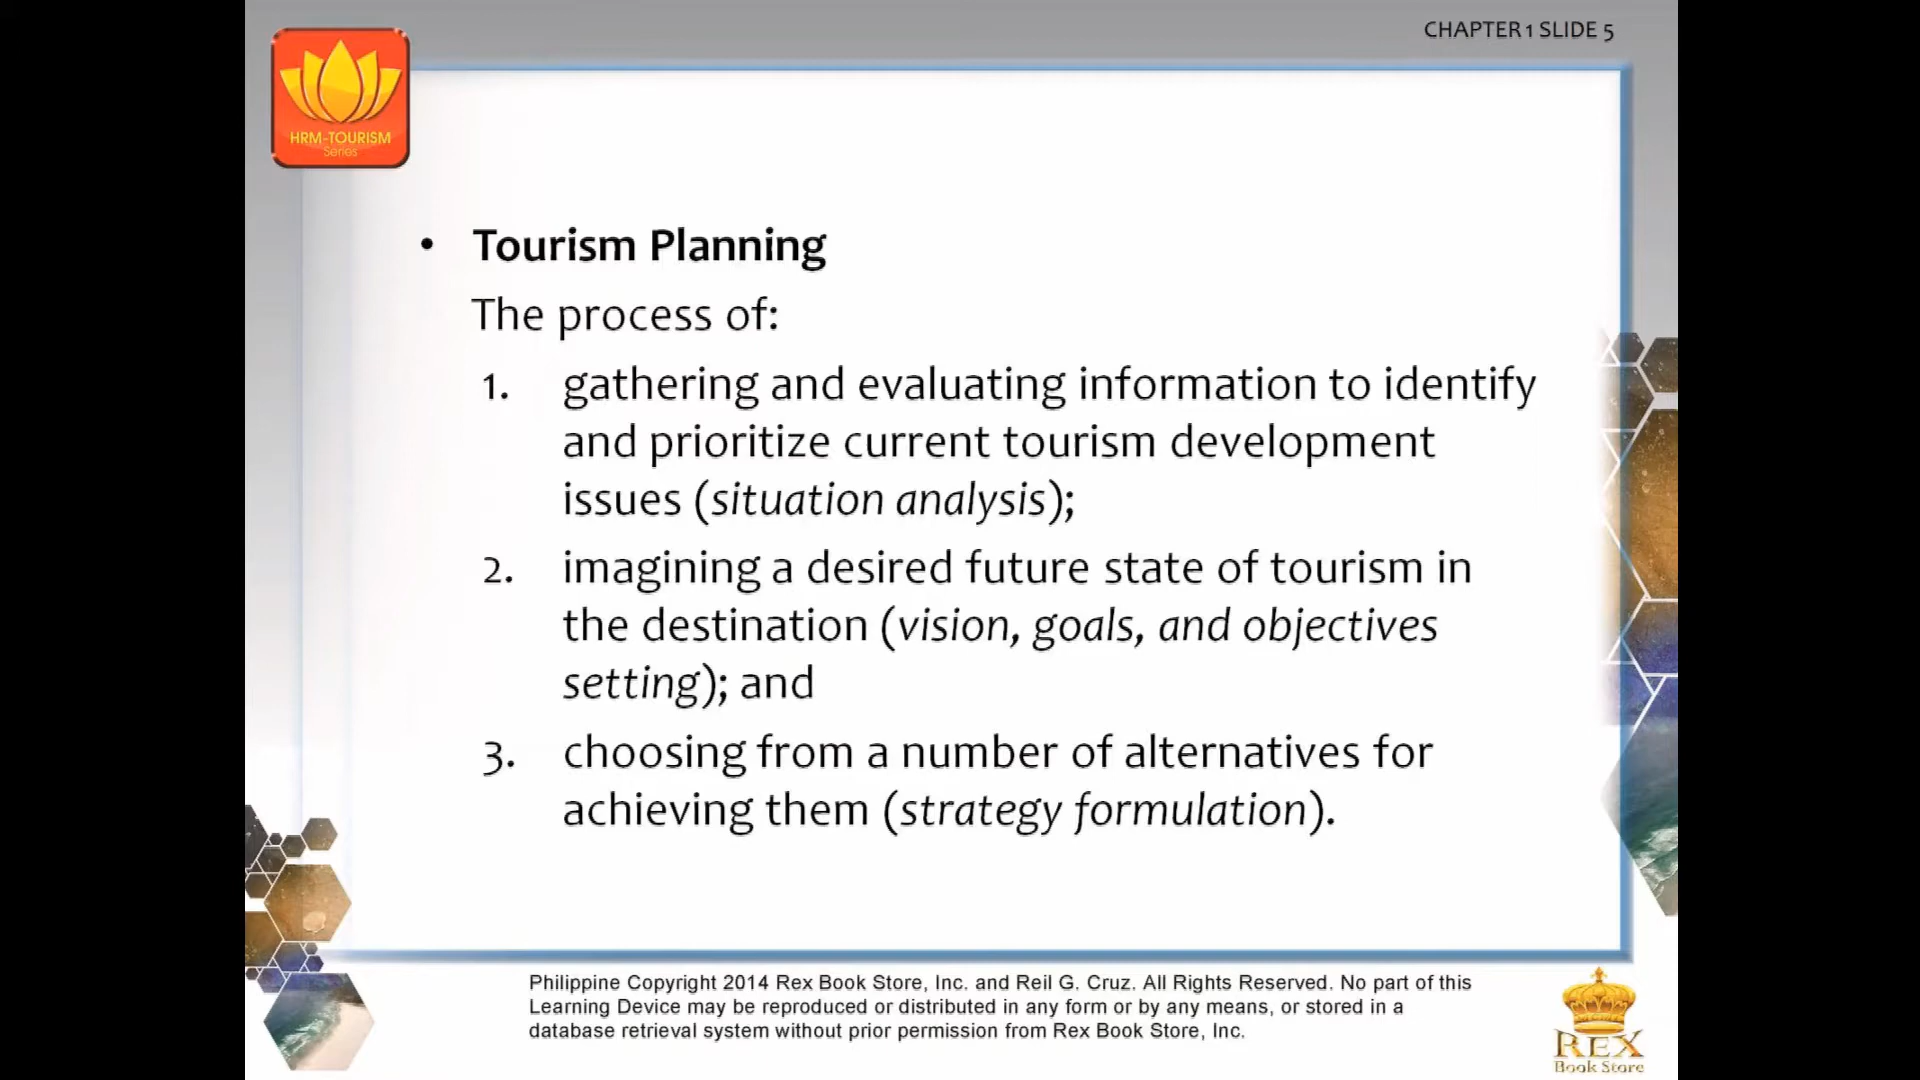 CHAPTER 1 SLIDE 5
HRM-TOURISM
Series
• Tourism Planning
The process of:
1. gathering and evaluating information to identify
and prioritize current tourism development
issues (situation analysis);
2. imagining a desired future state of tourism in
the destination (vision, goals, and objectives
setting); and
3. choosing from a number of alternatives for
achieving them (strategy formulation).
Philippine Copyright 2014 Rex Book Store, Inc. and Reil G. Cruz. All Rights Reserved. No part of this
Learning Device may be reproduced or distributed in any form or by any means, or stored in a
database retrieval system without prior permission from Rex Book Store, Inc.
REX
Book Store